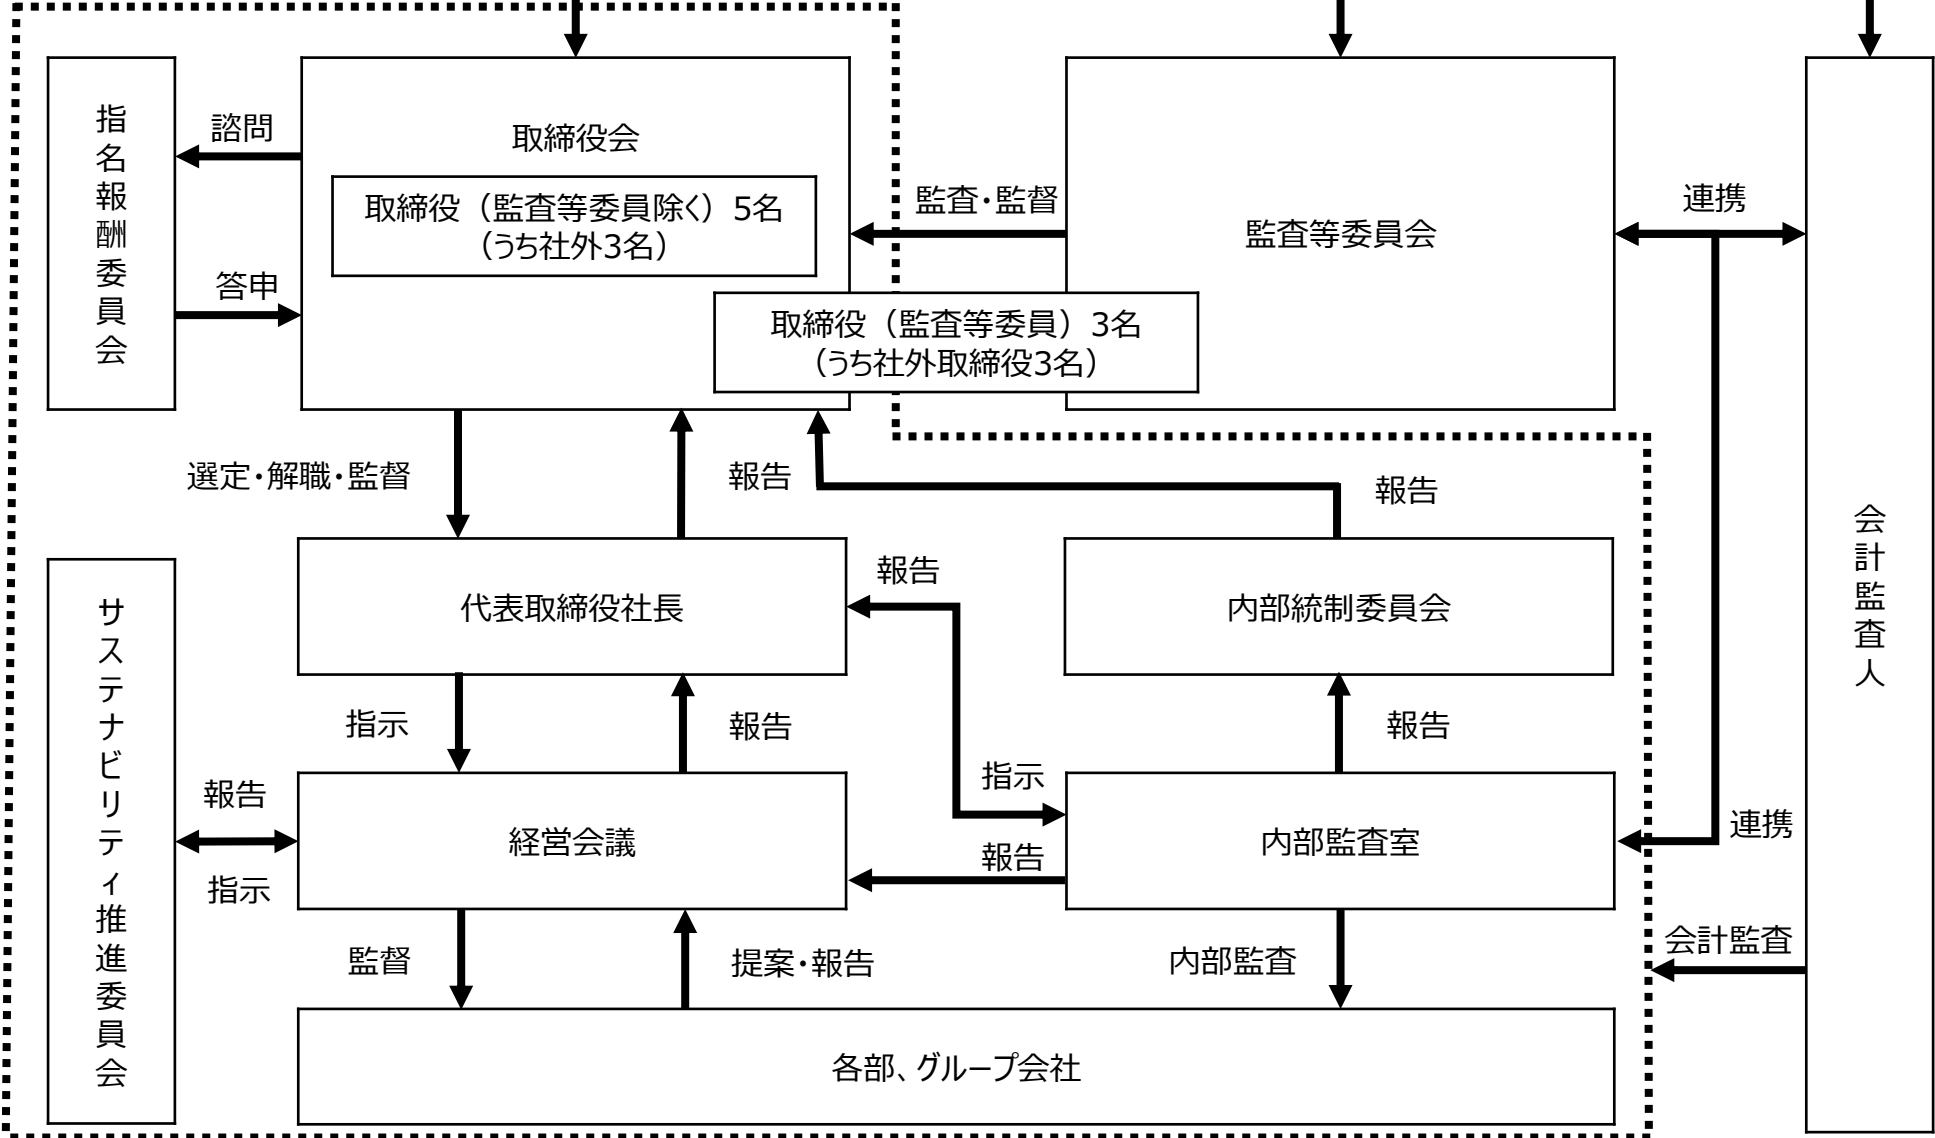 指名報酬委員会
諮問
答申
取締役会
取締役（監査等委員除く）5名
（うち社外3名）
監査・監督
監査等委員会
連携
取締役（監査等委員）3名
（うち社外取締役3名）
選定・解職・監督
報告
報告
会計監査人
代表取締役社長
報告
内部統制委員会
サステナビリティ推進委員会
指示
報告
報告
指示
報告
指示
経営会議
報告
内部監査室
連携
監督
提案・報告
内部監査
会計監査
各部、グループ会社